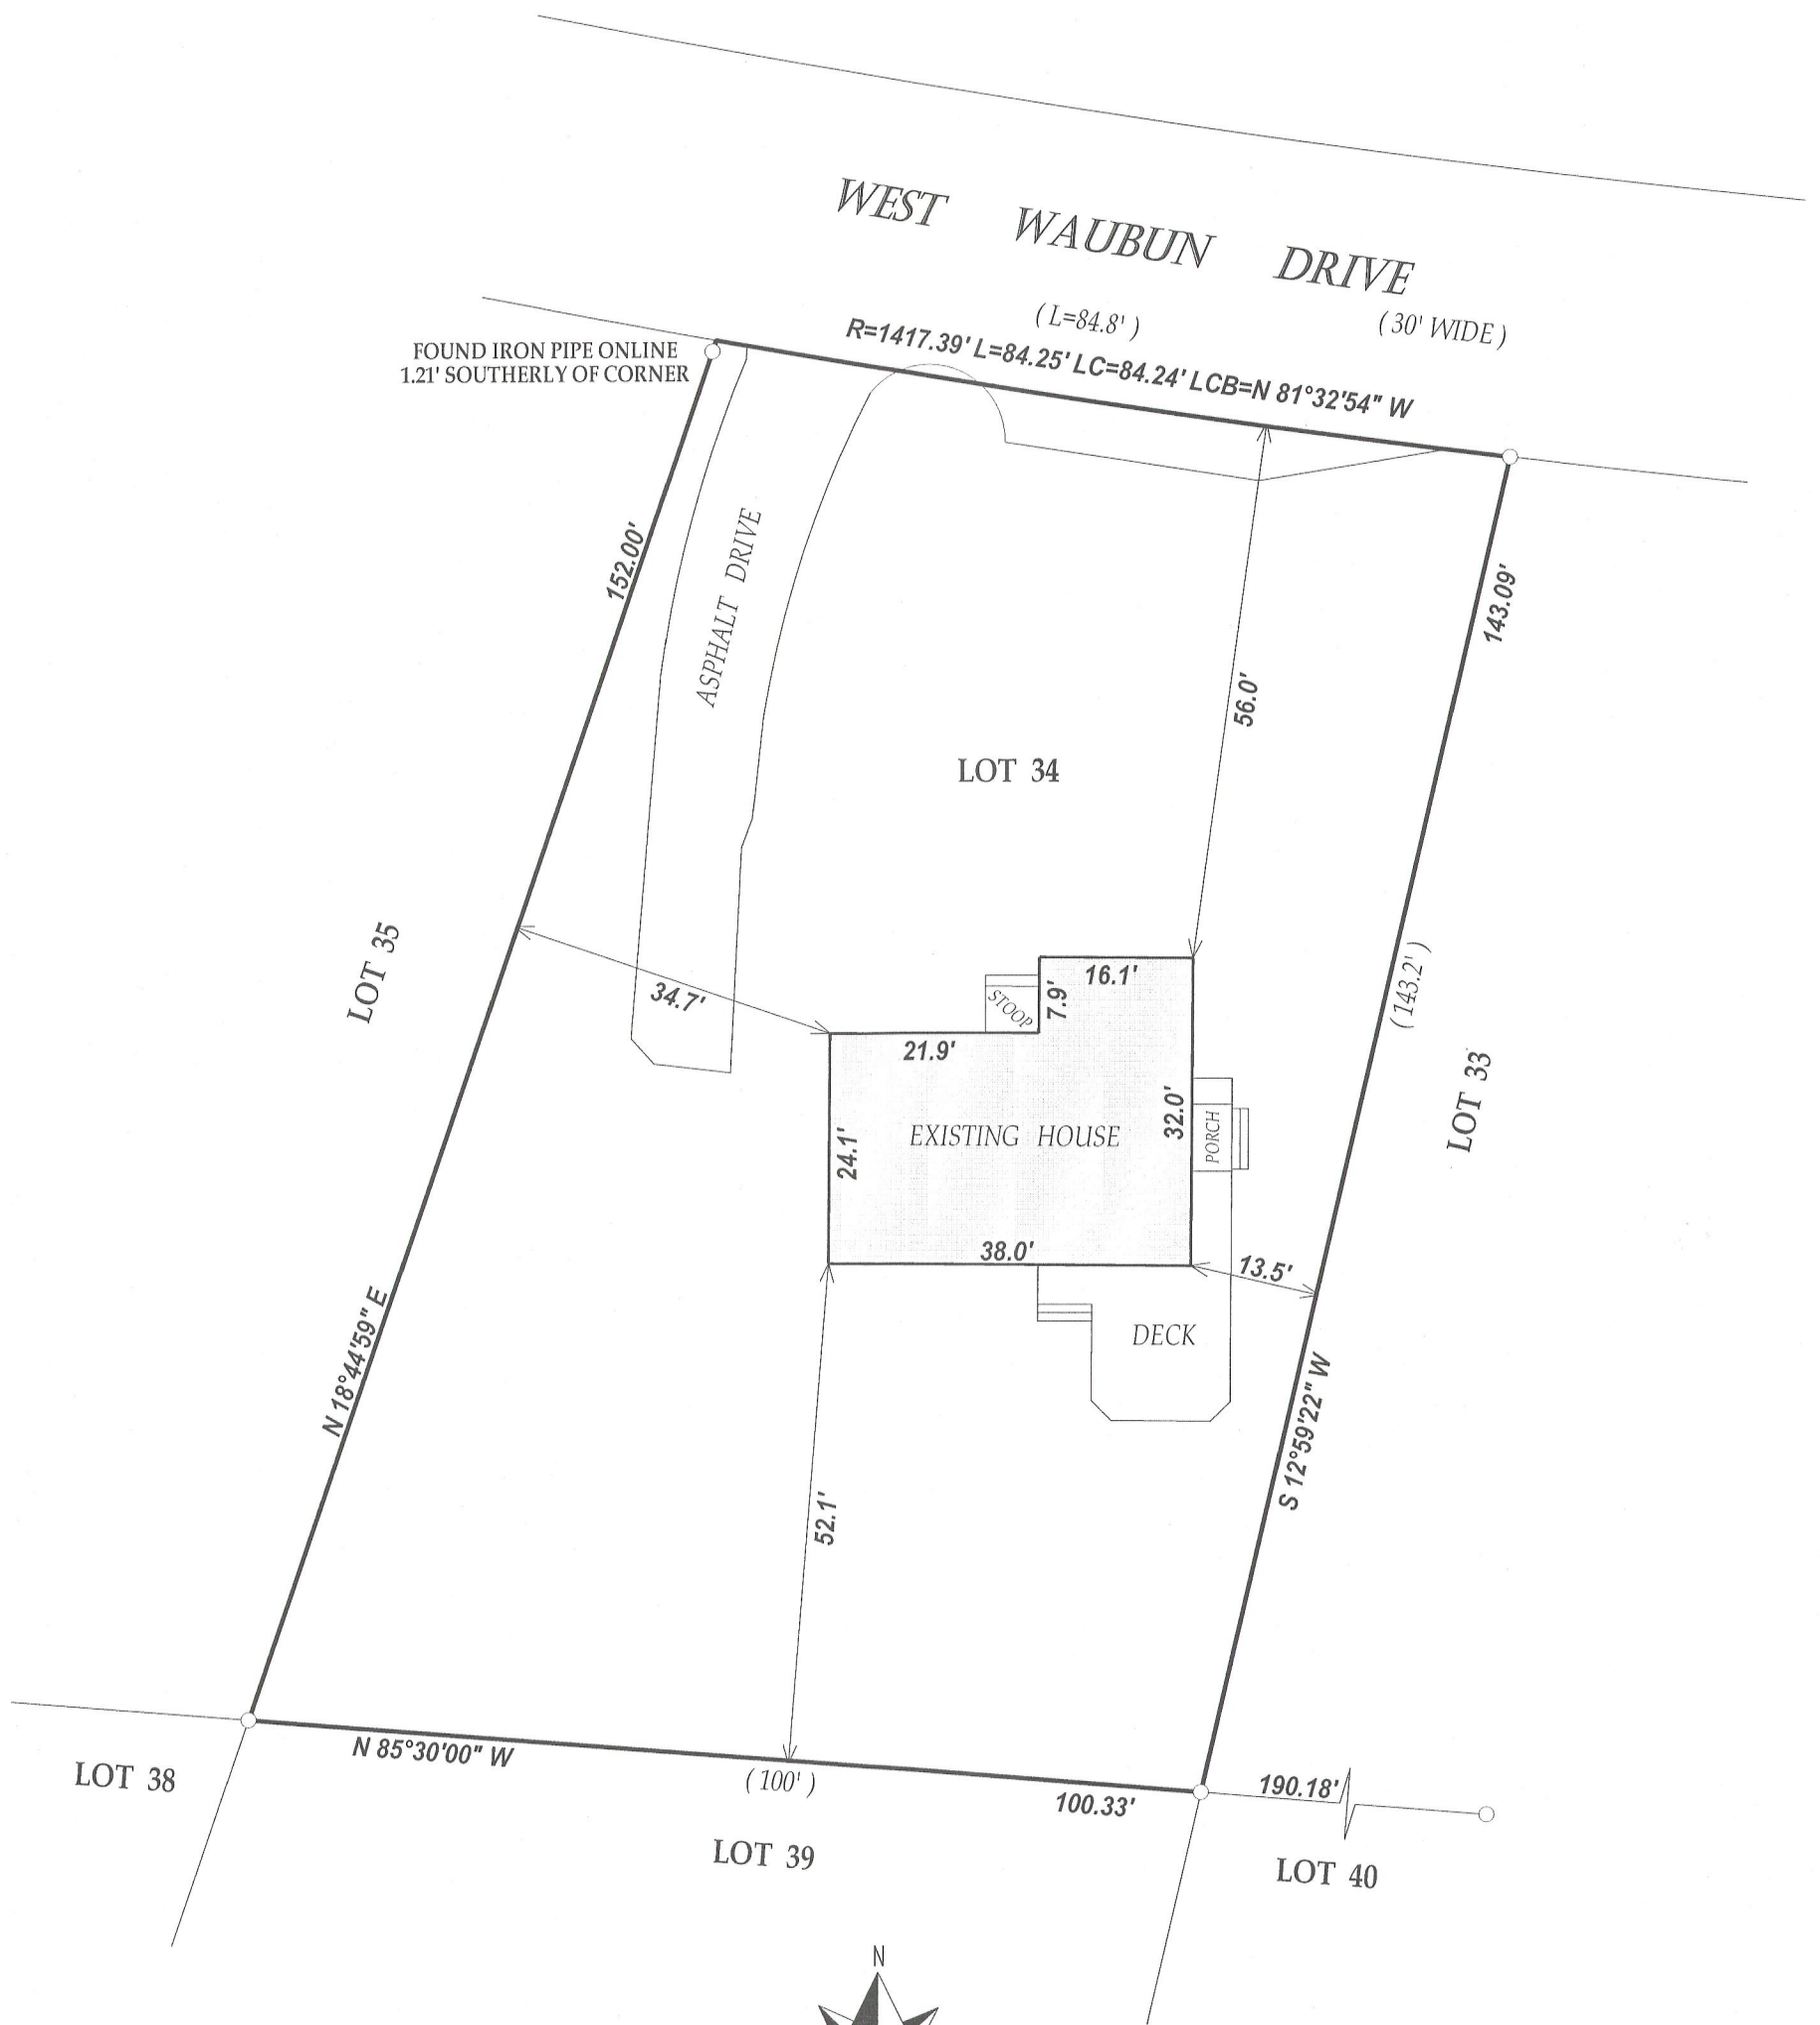 WEST WAUBUN DRIVE
( L=84.8' )
( 30' WIDE )
R=1417.39' L=84.25' LC=84.24' LCB=N 81°32'54" W
FOUND IRON PIPE ONLINE
1.21' SOUTHERLY OF CORNER
152.00'
ASPHALT DRIVE
143.09'
56.0'
LOT 34
LOT 35
34.7'
STOOP
7.9'
16.1'
21.9'
( 143.2' )
LOT 33
32.0'
PORCH
EXISTING HOUSE
24.1'
38.0'
13.5'
DECK
N 18°44'59" E
S 12°59'22" W
52.1'
N 85°30'00" W
( 100' )
100.33'
190.18'
LOT 38
LOT 39
LOT 40
N